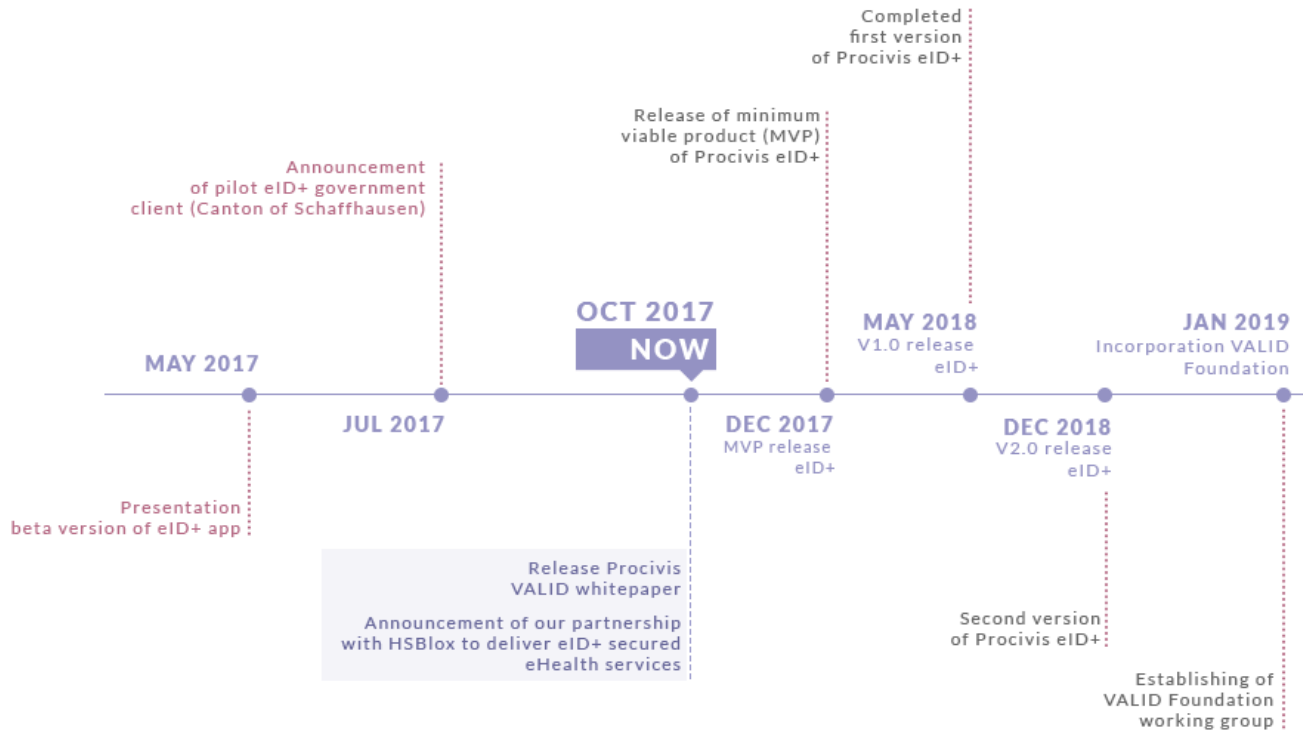 Completed
first version
of Procivis eID+
Release of minimum
viable product (MVP)
of Procivis eID+
Announcement
of pilot eID+ government
client (Canton of Schaffhausen)
OCT 2017
NOW
MAY 2018
V1.0 release
eID+
JAN 2019
Incorporation VALID
Foundation
MAY 2017
JUL 2017
DEC 2017
MVP release
eID+
DEC 2018
V2.0 release
eID+
Presentation
beta version of eID+ app
Release Procivis
VALID whitepaper
Announcement of our partnership
with HSBlox to deliver eID+ secured
eHealth services
Second version
of Procivis eID+
Establishing of
VALID Foundation
working group